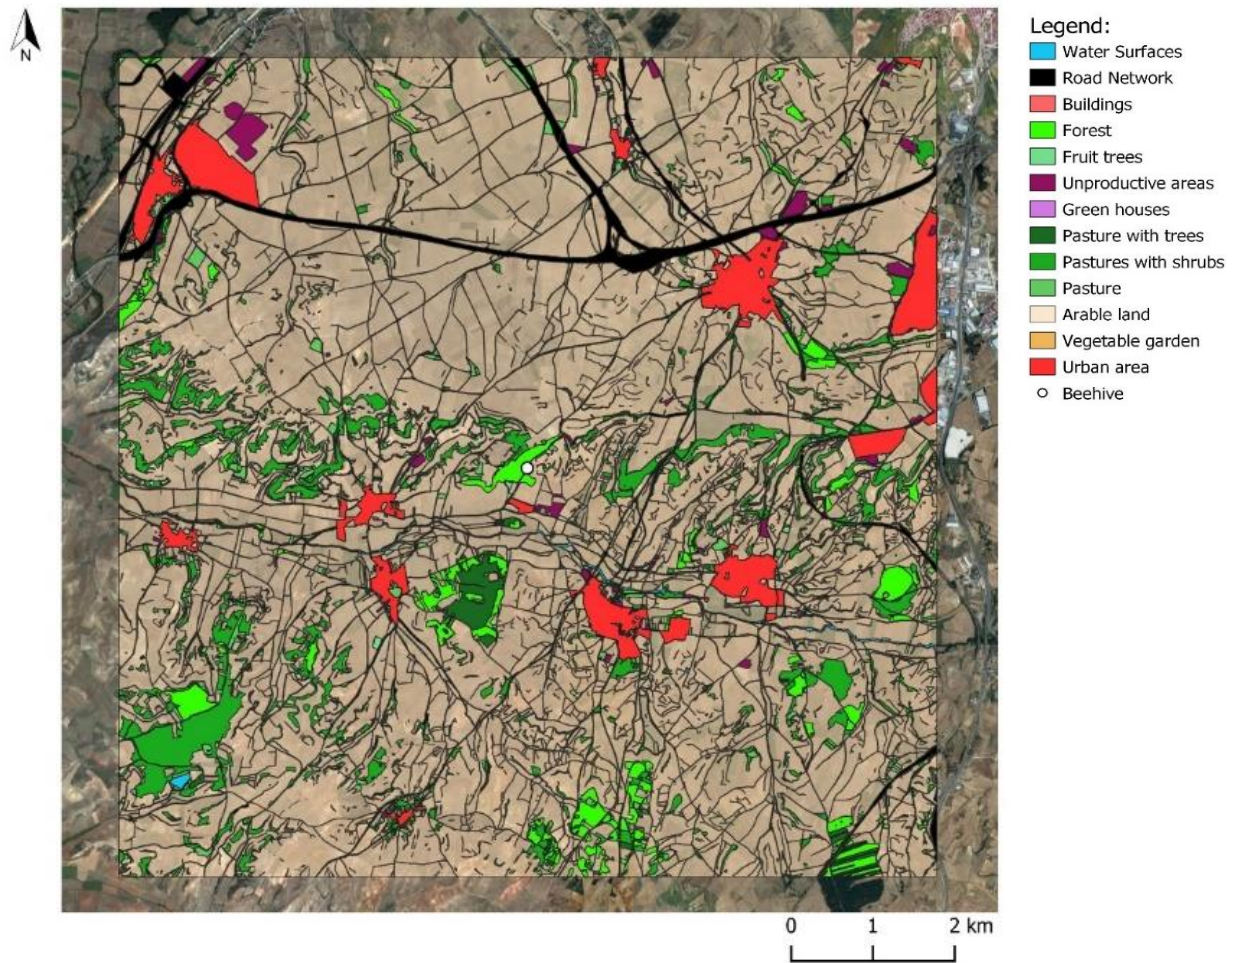 N
Legend:
Water Surfaces
Road Network
Buildings
Forest
Fruit trees
Unproductive areas
Green houses
Pasture with trees
Pastures with shrubs
Pasture
Arable land
Vegetable garden
Urban area
Beehive
0 1 2 km